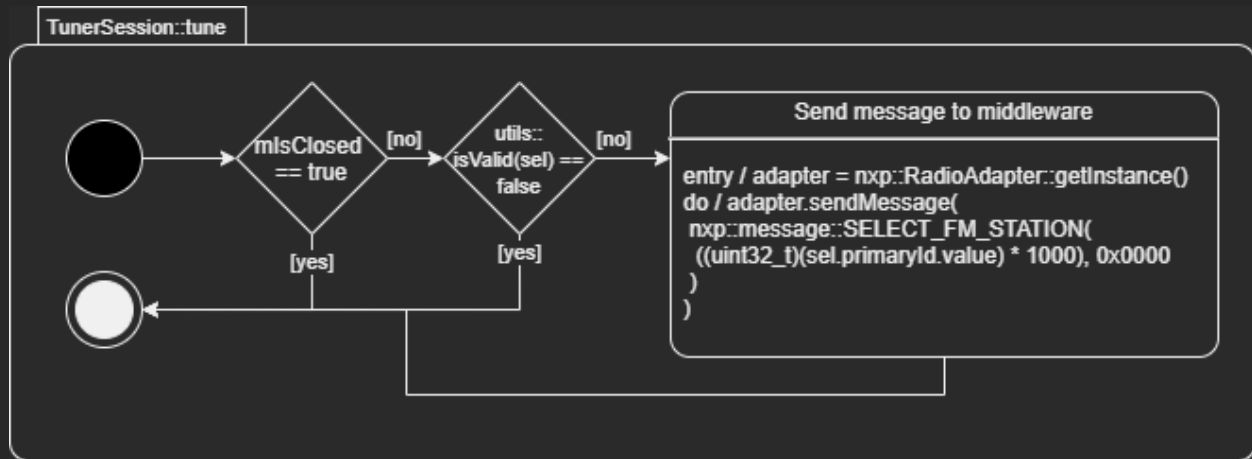 TunerSession::tune
mIsClosed
== true
[no]
[yes]
utils::
isValid(sel) ==
false
[no]
[yes]
Send message to middleware
entry / adapter = nxp::RadioAdapter::getInstance()
do / adapter.sendMessage(
nxp::message::SELECT_FM_STATION(
((uint32_t)(sel.primaryId.value) * 1000), 0x0000
)
)